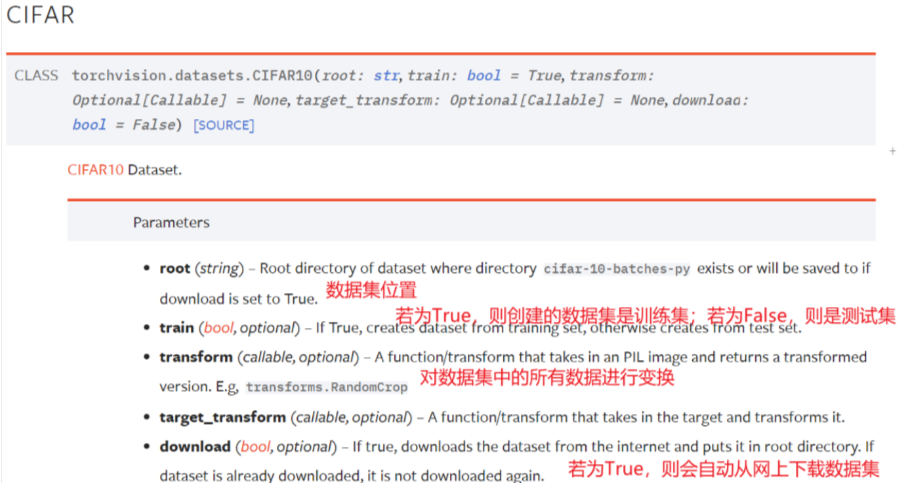 CIFAR
CLASS torchvision.datasets.CIFAR10(root: str, train: bool = True, transform:
Optional[Callable] = None, target_transform: Optional[Callable] = None, download:
bool = False) [SOURCE]
+
CIFAR10 Dataset.
Parameters
• root (string) – Root directory of dataset where directory cifar-10-batches-py exists or will be saved to if
download is set to True. 数据集位置
若为True，则创建的数据集是训练集；若为False，则是测试集
• train (bool, optional) – If True, creates dataset from training set, otherwise creates from test set.
• transform (callable, optional) – A function/transform that takes in an PIL image and returns a transformed
version. E.g, transforms.RandomCrop 对数据集中的所有数据进行变换
• target_transform (callable, optional) – A function/transform that takes in the target and transforms it.
• download (bool, optional) – If true, downloads the dataset from the internet and puts it in root directory. If
dataset is already downloaded, it is not downloaded again. 若为True，则会自动从网上下载数据集